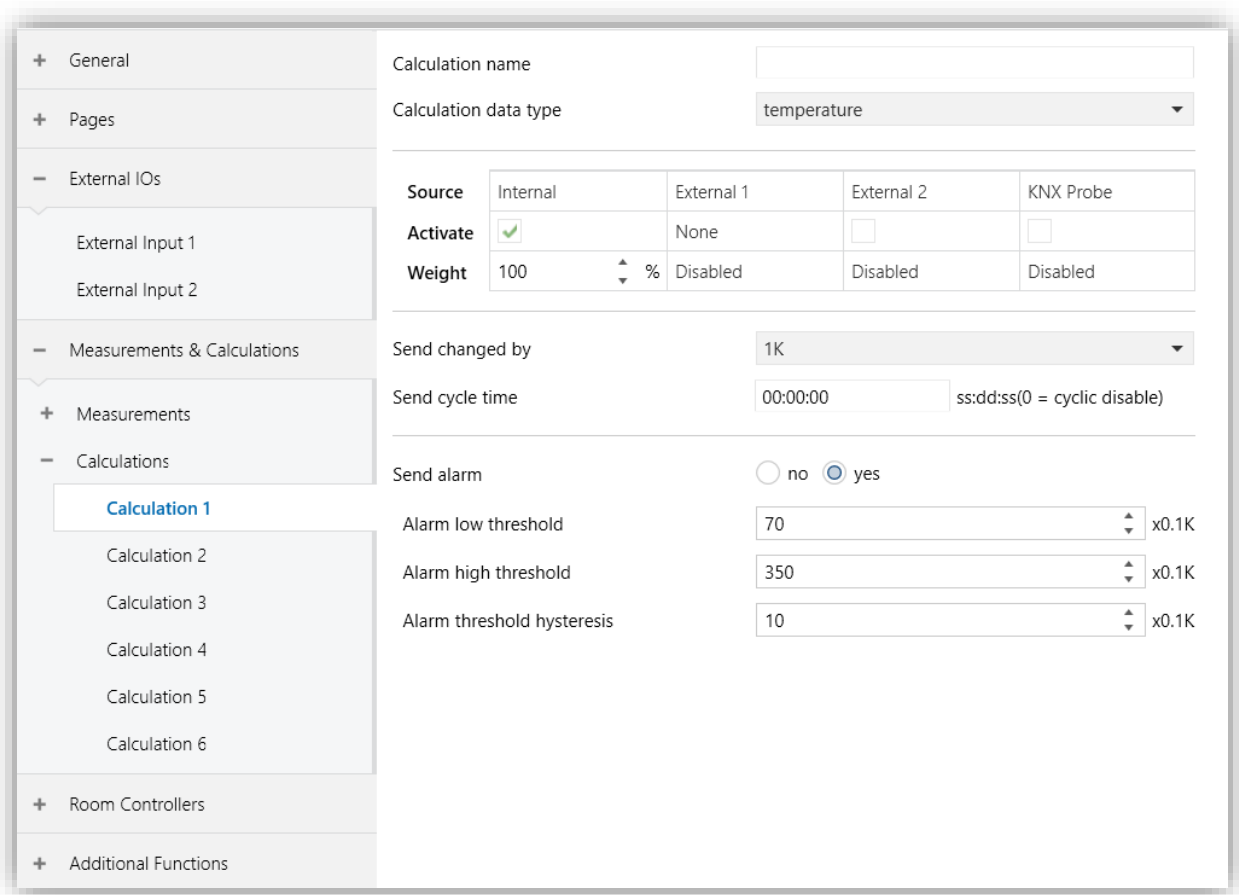 General
Pages
External IOs
External Input 1
External Input 2
Measurements & Calculations
Measurements
Calculations
Calculation 1
Calculation 2
Calculation 3
Calculation 4
Calculation 5
Calculation 6
Room Controllers
Additional Functions
Calculation name
Calculation data type temperature
Source Internal External 1 External 2 KNX Probe
Activate None
Weight 100 % Disabled Disabled Disabled
Send changed by 1K
Send cycle time 00:00:00 ss:dd:ss(0 = cyclic disable)
Send alarm no yes
Alarm low threshold 70 x0.1K
Alarm high threshold 350 x0.1K
Alarm threshold hysteresis 10 x0.1K